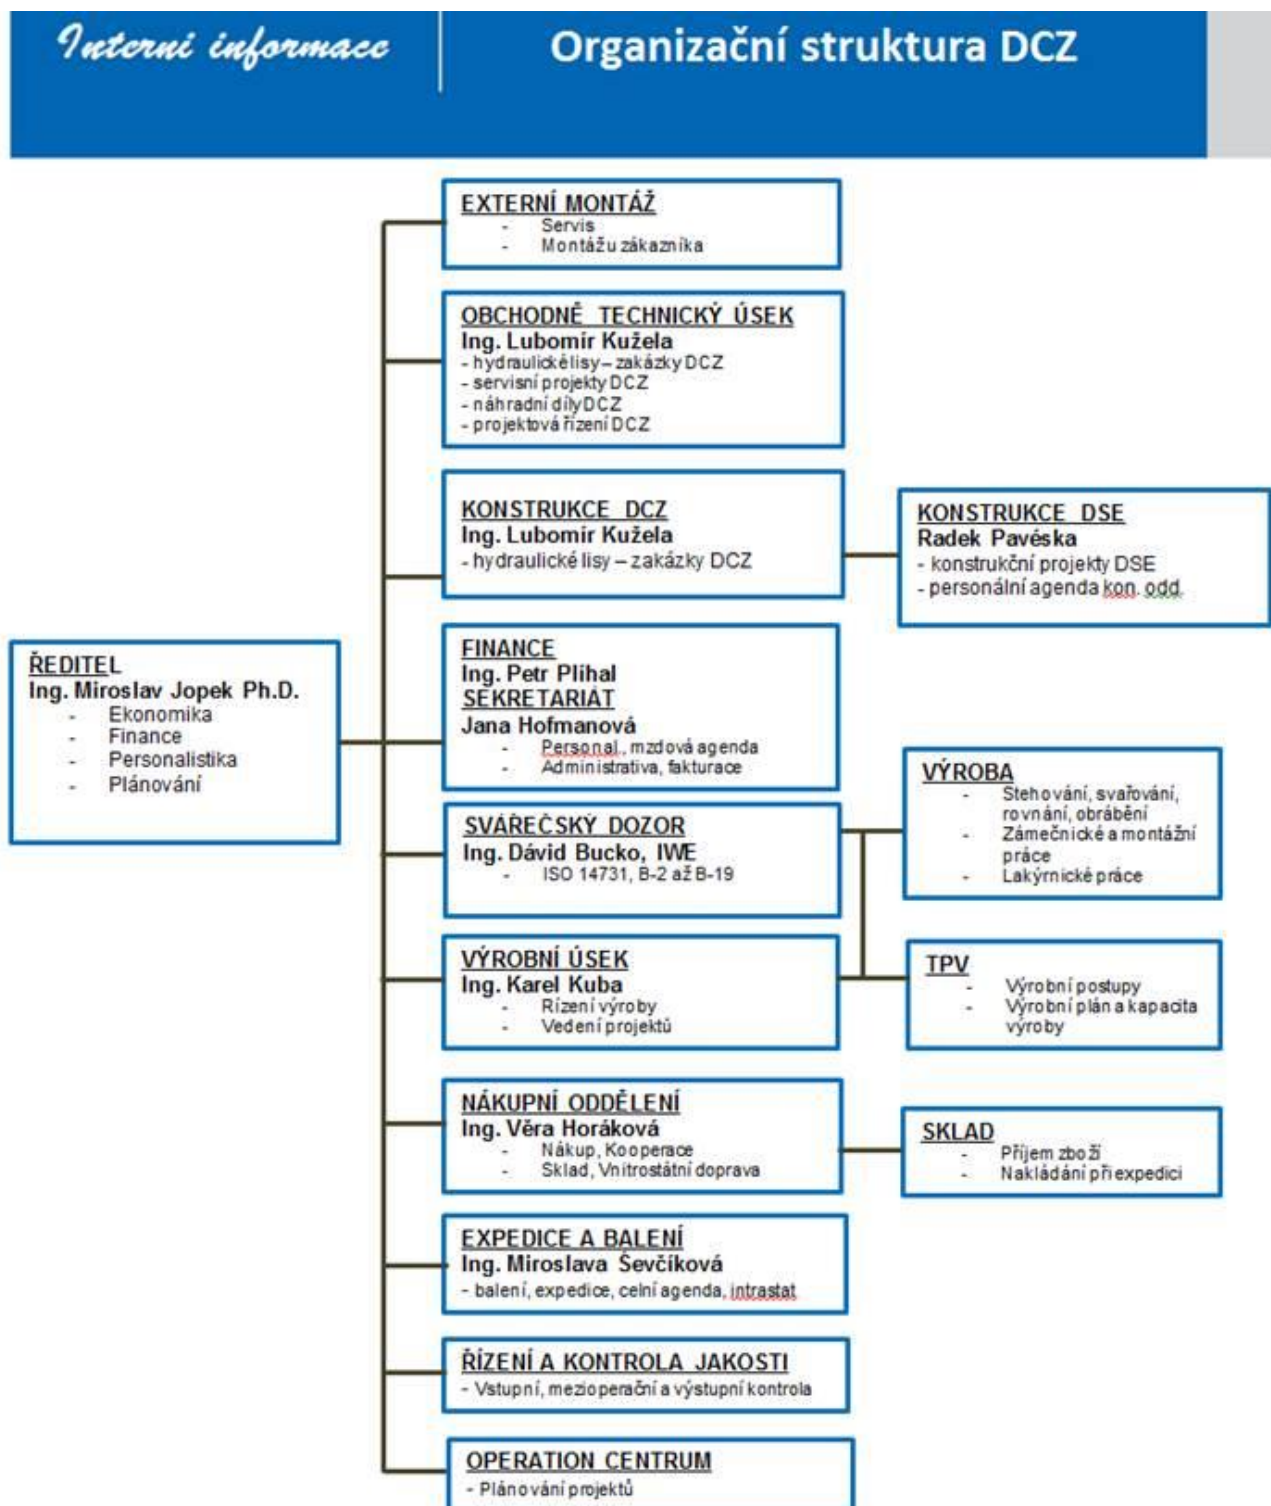 Interní informace
Organizační struktura DCZ
EXTERNÍ MONTÁŽ
- Servis
- Montáž u zákazníka
OBCHODNĚ TECHNICKÝ ÚSEK
Ing. Lubomír Kužela
- hydraulické lisy – zakázky DCZ
- servisní projekty DCZ
- náhradní díly DCZ
- projektová řízení DCZ
KONSTRUKCE DCZ
Ing. Lubomír Kužela
- hydraulické lisy – zakázky DCZ
KONSTRUKCE DSE
Radek Pavéska
- konstrukční projekty DSE
- personální agenda kon. odd.
ŘEDITEL
Ing. Miroslav Jopek Ph.D.
- Ekonomika
- Finance
- Personalistika
- Plánování
FINANCE
Ing. Petr Plihal
SEKRETARIÁT
Jana Hofmanová
- Personal., mzdová agenda
- Administrativa, fakturace
SVÁŘEČSKÝ DOZOR
Ing. Dávid Bucko, IWE
- ISO 14731, B-2 až B-19
VÝROBA
- Stehování, svařování,
rovnání, obrábění
- Zámečnické a montážní
práce
- Lakýrnické práce
VÝROBNÍ ÚSEK
Ing. Karel Kuba
- Rízení výroby
- Vedení projektů
TPV
- Výrobní postupy
- Výrobní plán a kapacita
výroby
NÁKUPNÍ ODDĚLENÍ
Ing. Věra Horáková
- Nákup, Kooperace
- Sklad, Vnitrostátní doprava
SKLAD
- Příjem zboží
- Nakládání při expedici
EXPEDICE A BALENÍ
Ing. Miroslava Ševčíková
- balení, expedice, celní agenda, intrastat
ŘÍZENÍ A KONTROLA JAKOSTI
- Vstupní, mezioperační a výstupní kontrola
OPERATION CENTRUM
- Plánování projektů